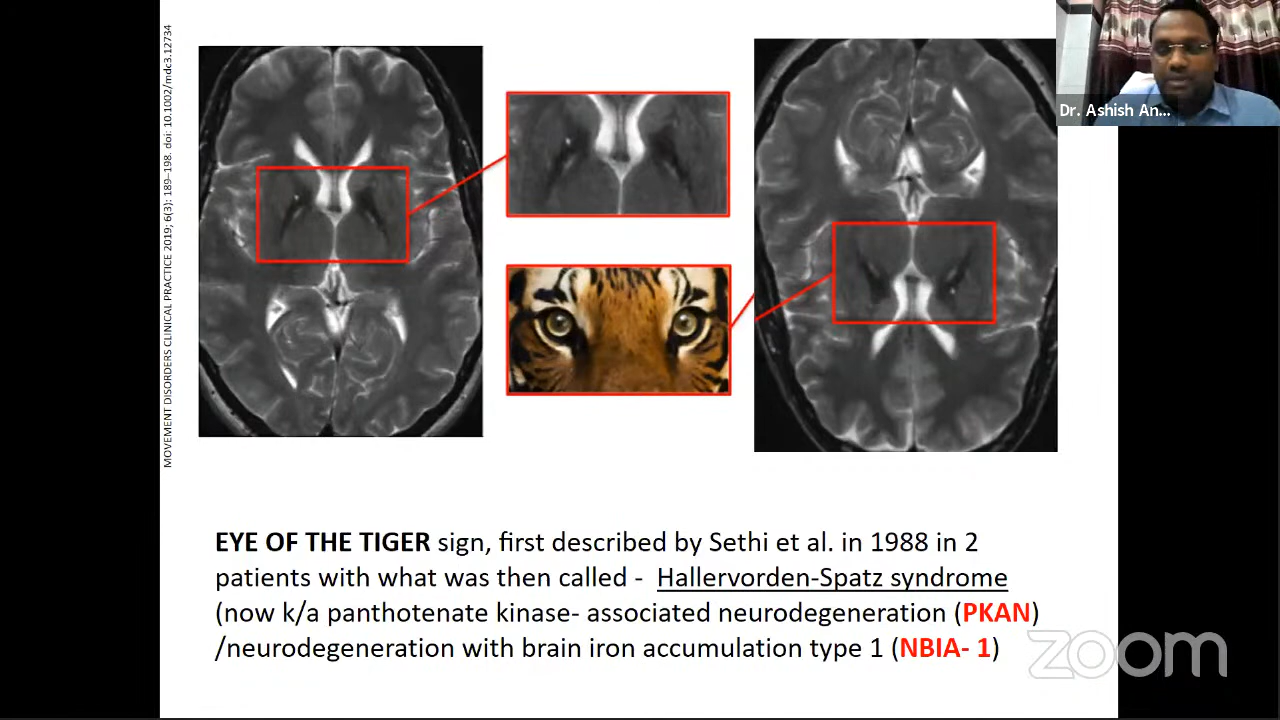 MOVEMENT DISORDERS CLINICAL PRACTICE 2019; 6(3): 189–198. doi: 10.1002/mdc3.12734
Dr. Ashish An...
EYE OF THE TIGER sign, first described by Sethi et al. in 1988 in 2
patients with what was then called - Hallervorden-Spatz syndrome
(now k/a panthotenate kinase- associated neurodegeneration (PKAN)
/neurodegeneration with brain iron accumulation type 1 (NBIA- 1)
zoom